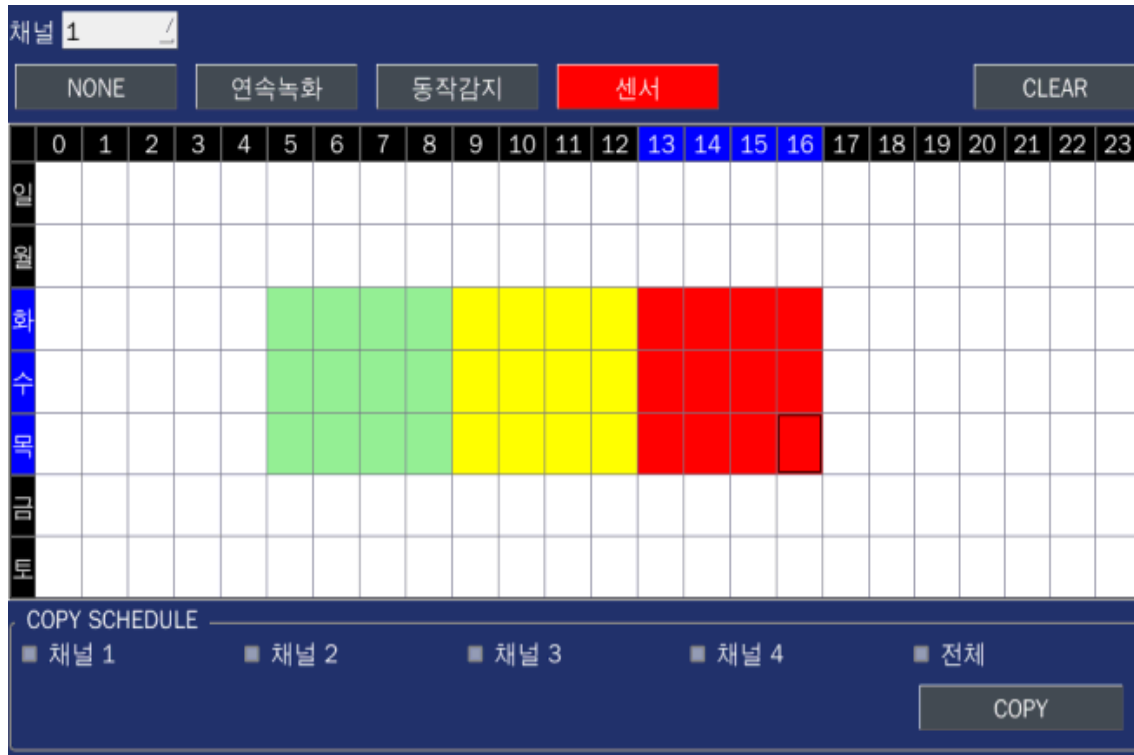 채널 1
NONE 연속녹화 동작감지 센서 CLEAR
0 1 2 3 4 5 6 7 8 9 10 11 12 13 14 15 16 17 18 19 20 21 22 23
일
월
화
수
목
금
토
COPY SCHEDULE
채널 1 채널 2 채널 3 채널 4 전체
COPY